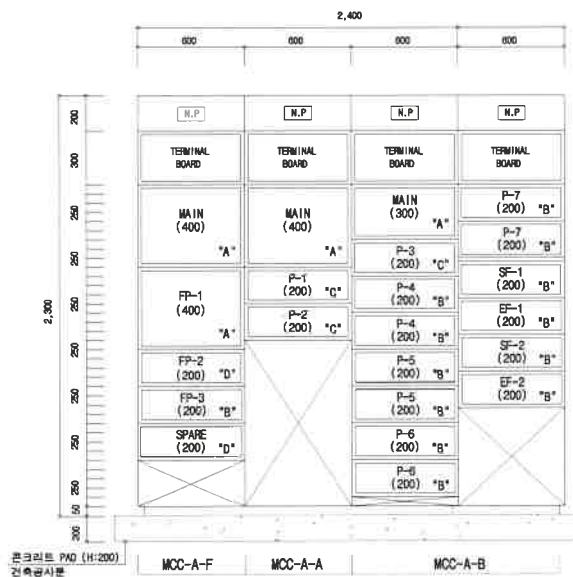 2,400
600 600 600 600
N.P N.P N.P N.P
200
TERMINAL BOARD
TERMINAL BOARD
TERMINAL BOARD
TERMINAL BOARD
300
MAIN
(400)
"A"
FP-1
(400)
"A"
FP-2
(200) "D"
FP-3
(200) "B"
SPARE
(200) "D"
MAIN
(400)
"A"
P-1
(200) "C"
P-2
(200) "C"
MAIN
(300)
"A"
P-3
(200) "C"
P-4
(200) "B"
P-4
(200) "B"
P-5
(200) "B"
P-5
(200) "B"
P-6
(200) "B"
P-6
(200) "B"
P-7
(200) "B"
P-7
(200) "B"
SF-1
(200) "B"
EF-1
(200) "B"
SF-2
(200) "B"
EF-2
(200) "B"
250
250
250
250
250
250
250
50
200
2,300
콘크리트 PAD (H:200)
건축공사분
MCC-A-F MCC-A-A MCC-A-B